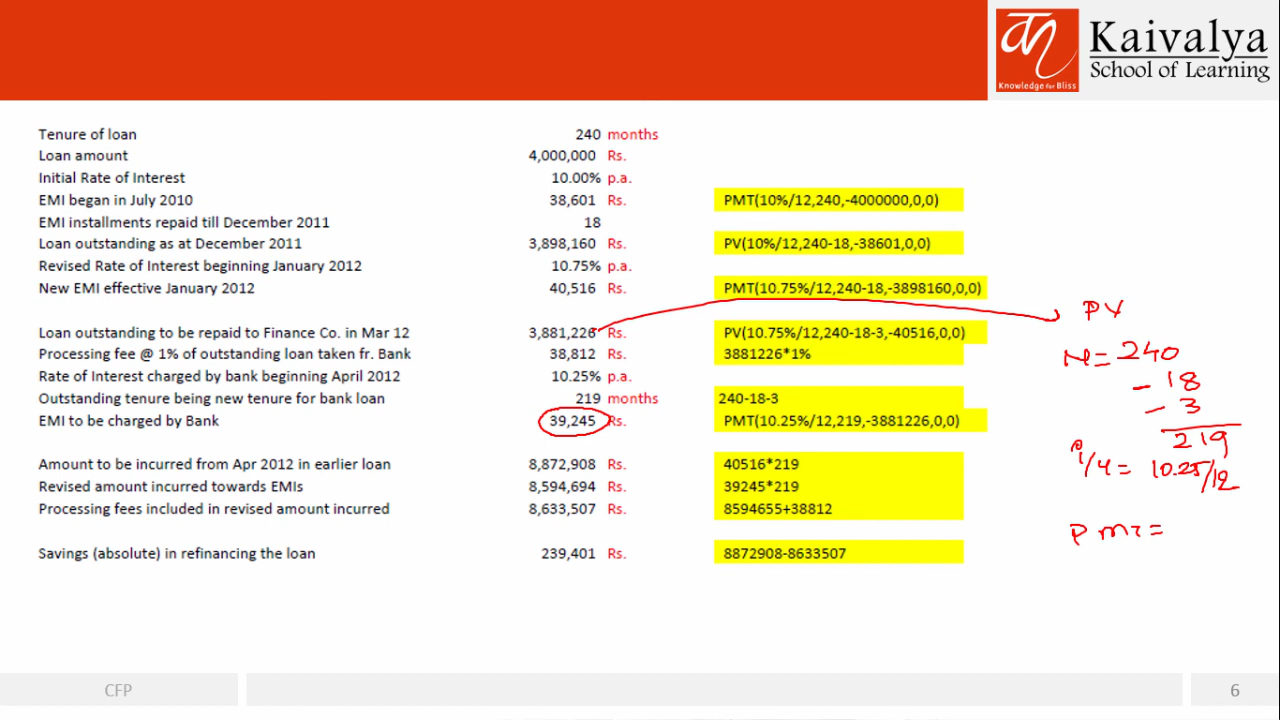 तन
Knowledge for Bliss
Kaivalya
School of Learning
Tenure of loan 240 months
Loan amount 4,000,000 Rs.
Initial Rate of Interest 10.00% p.a.
EMI began in July 2010 38,601 Rs. PMT(10%/12,240,-4000000,0,0)
EMI installments repaid till December 2011 18
Loan outstanding as at December 2011 3,898,160 Rs. PV(10%/12,240-18,-38601,0,0)
Revised Rate of Interest beginning January 2012 10.75% p.a.
New EMI effective January 2012 40,516 Rs. PMT(10.75%/12,240-18,-3898160,0,0)
Loan outstanding to be repaid to Finance Co. in Mar 12 3,881,226 Rs. PV(10.75%/12,240-18-3,-40516,0,0)
Processing fee @ 1% of outstanding loan taken fr. Bank 38,812 Rs. 3881226*1%
Rate of Interest charged by bank beginning April 2012 10.25% p.a.
Outstanding tenure being new tenure for bank loan 219 months 240-18-3
EMI to be charged by Bank 39,245 Rs. PMT(10.25%/12,219,-3881226,0,0)
Amount to be incurred from Apr 2012 in earlier loan 8,872,908 Rs. 40516*219
Revised amount incurred towards EMIs 8,594,694 Rs. 39245*219
Processing fees included in revised amount incurred 8,633,507 Rs. 8594655+38812
Savings (absolute) in refinancing the loan 239,401 Rs. 8872908-8633507
PV
N = 240
- 18
- 3
219
i/y = 10.25/12
PMT =
CFP
6